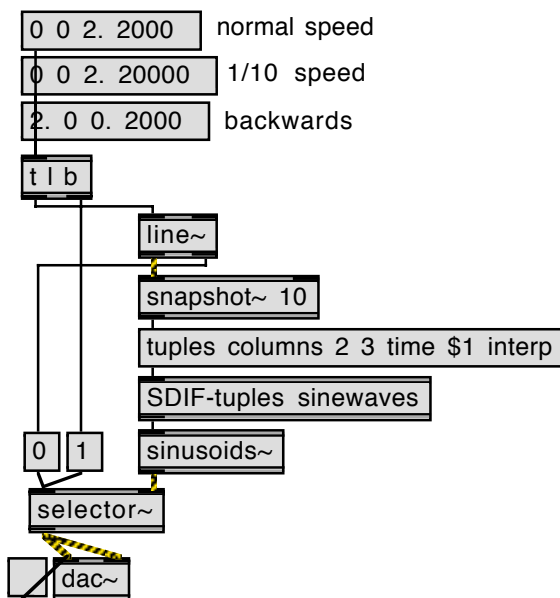 0 0 2. 2000 normal speed
0 0 2. 20000 1/10 speed
2. 0 0. 2000 backwards
t l b
line~
snapshot~ 10
tuples columns 2 3 time $1 interp
SDIF-tuples sinewaves
0 1 sinusoids~
selector~
dac~